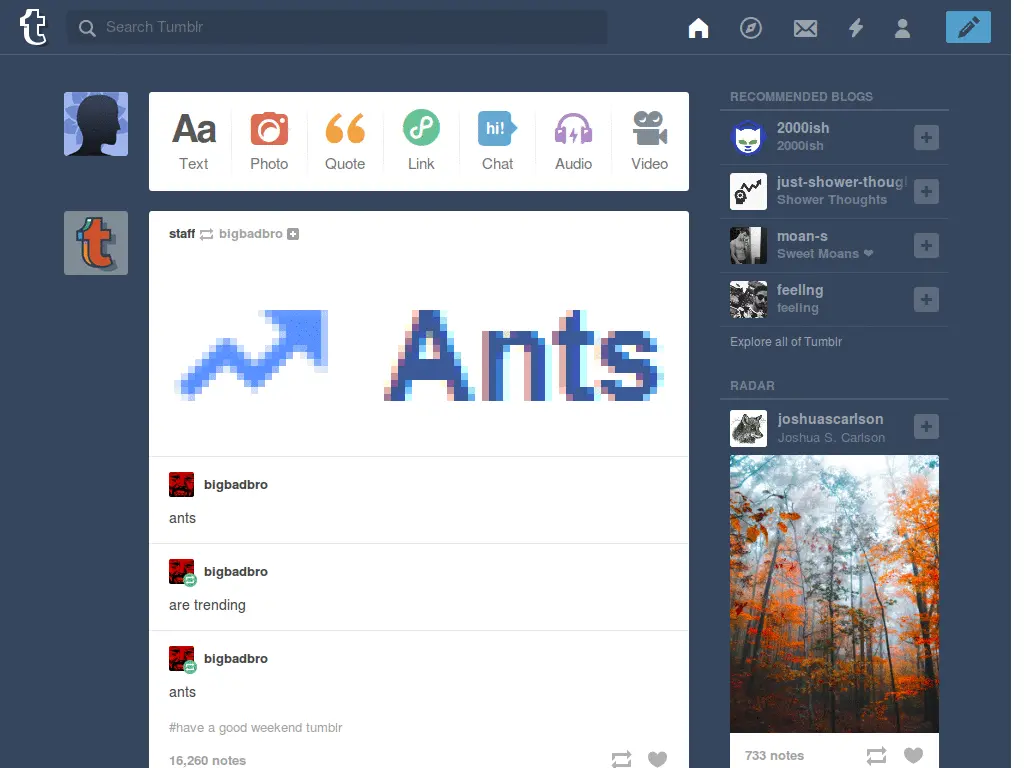 t
Search Tumblr
Aa
hi!
Text
Photo
Quote
Link
Chat
Audio
Video
t
staff bigbadbro
Ants
bigbadbro
ants
bigbadbro
are trending
bigbadbro
ants
#have a good weekend tumblr
16,260 notes
RECOMMENDED BLOGS
2000ish
2000ish
just-shower-thoug
Shower Thoughts
moan-s
Sweet Moans ❤
feelIng
feeling
Explore all of Tumblr
RADAR
joshuascarlson
Joshua S. Carlson
733 notes